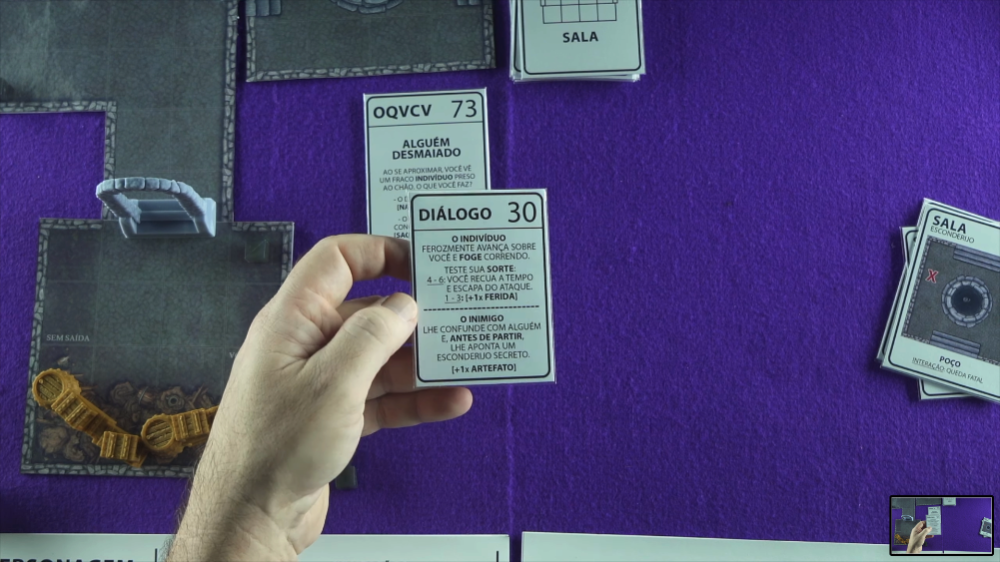 SALA
OQVCV 73
ALGUÉM
DESMAIADO
AO SE APROXIMAR, VOCÊ VÊ
UM FRACO INDIVÍDUO PRESO
AO CHÃO, O QUE VOCÊ FAZ?
DIÁLOGO 30
O INDIVÍDUO
FEROZMENTE AVANÇA SOBRE
VOCÊ E FOGE CORRENDO.
TESTE SUA SORTE:
4 - 6: VOCÊ RECUA A TEMPO
E ESCAPA DO ATAQUE.
1 - 3: [+1x FERIDA]
O INIMIGO
LHE CONFUNDE COM ALGUÉM
E, ANTES DE PARTIR,
LHE APONTA UM
ESCONDERIJO SECRETO.
[+1x ARTEFATO]
SALA
ESCONDERIJO
X
POÇO
INTERAÇÃO: QUEDA FATAL
SEM SAÍDA